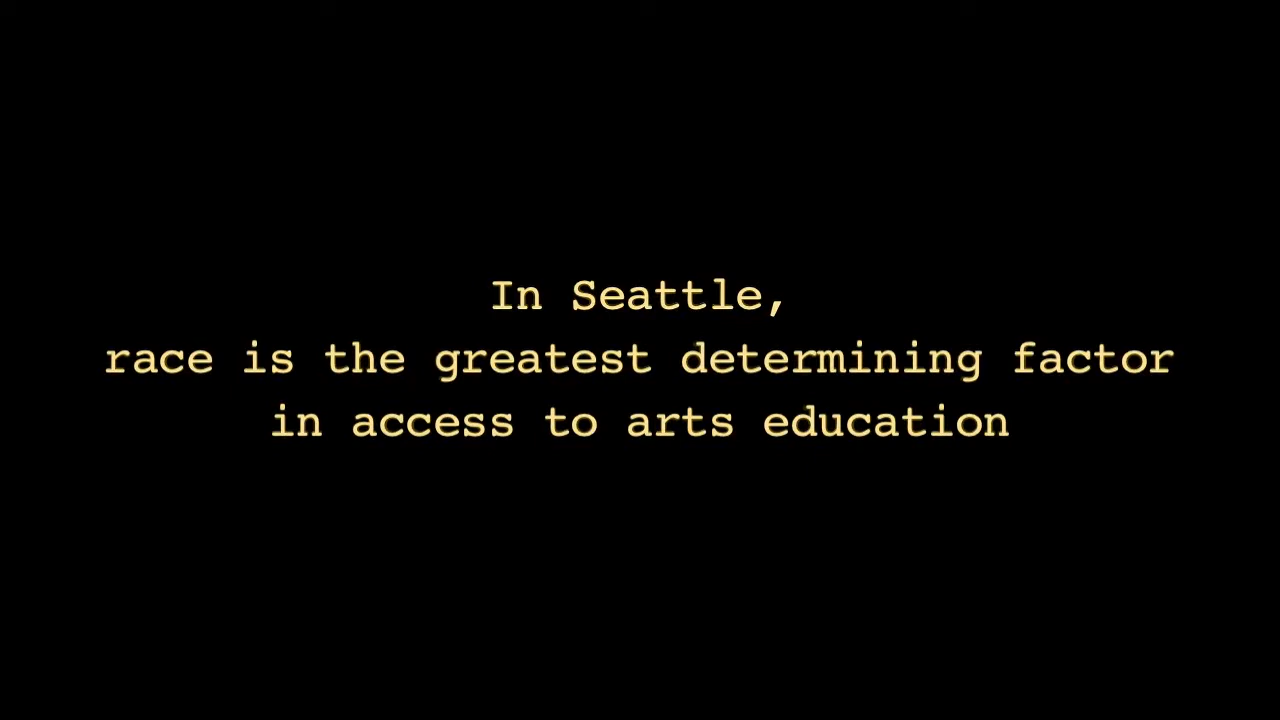 In Seattle,
race is the greatest determining factor
in access to arts education